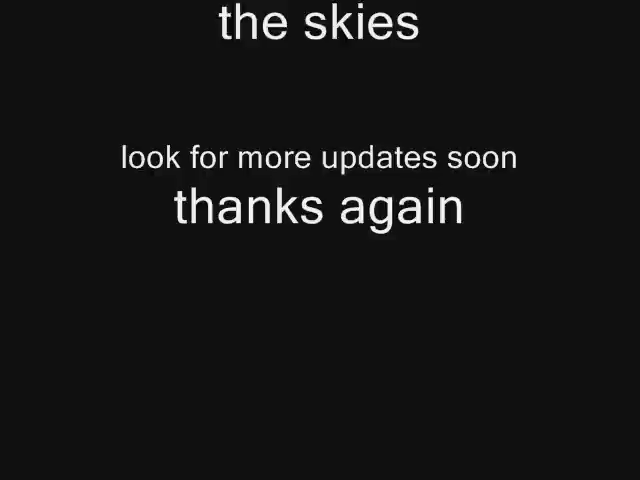 the skies
look for more updates soon
thanks again